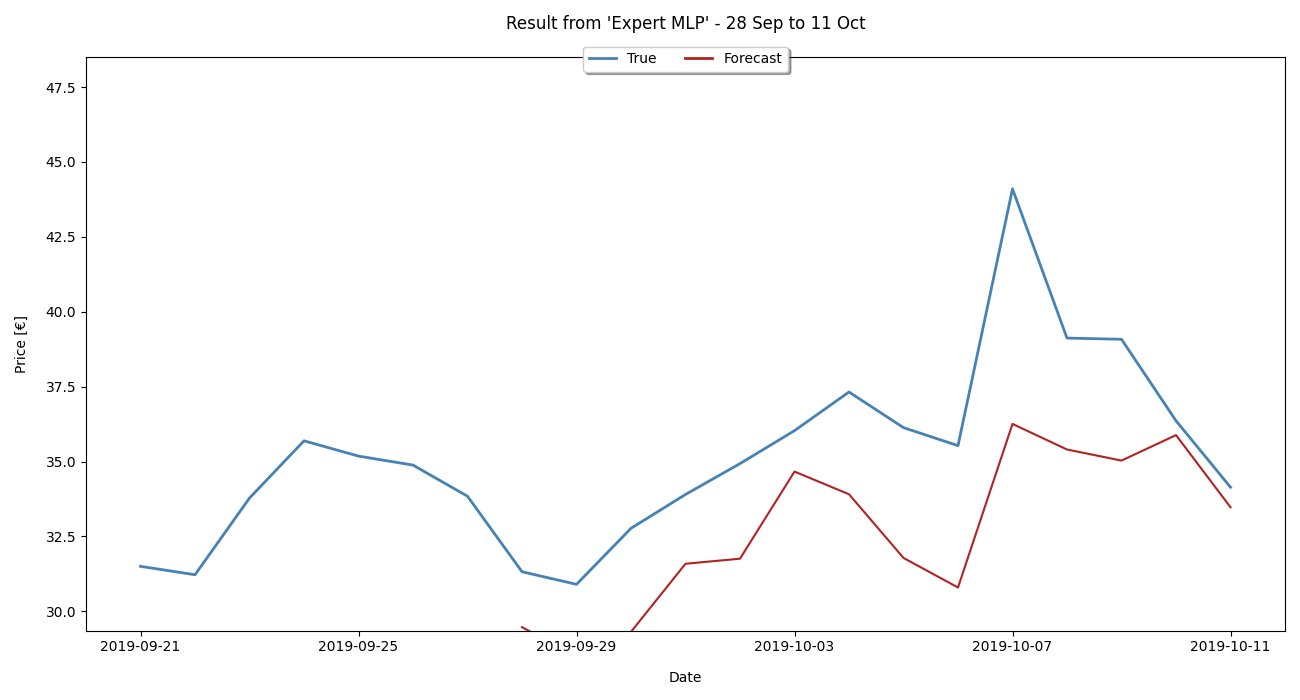 Result from 'Expert MLP' - 28 Sep to 11 Oct
True
Forecast
47.5
45.0
42.5
40.0
37.5
35.0
32.5
30.0
Price [€]
2019-09-21
2019-09-25
2019-09-29
2019-10-03
2019-10-07
2019-10-11
Date